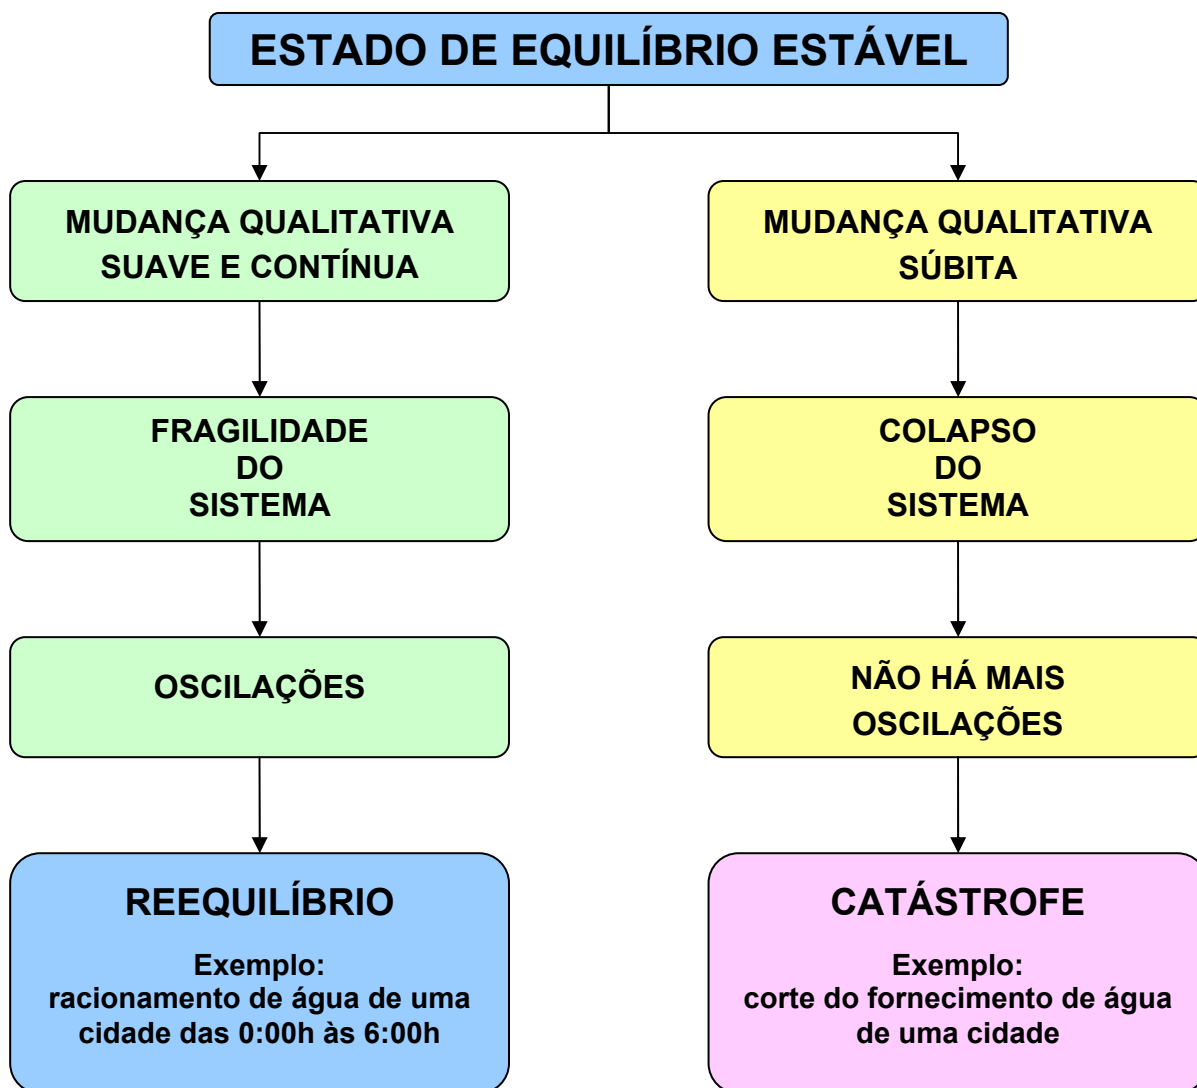 ESTADO DE EQUILÍBRIO ESTÁVEL
MUDANÇA QUALITATIVA
SUAVE E CONTÍNUA
MUDANÇA QUALITATIVA
SÚBITA
FRAGILIDADE
DO
SISTEMA
COLAPSO
DO
SISTEMA
OSCILAÇÕES
NÃO HÁ MAIS
OSCILAÇÕES
REEQUILÍBRIO
Exemplo:
racionamento de água de uma
cidade das 0:00h às 6:00h
CATÁSTROFE
Exemplo:
corte do fornecimento de água
de uma cidade